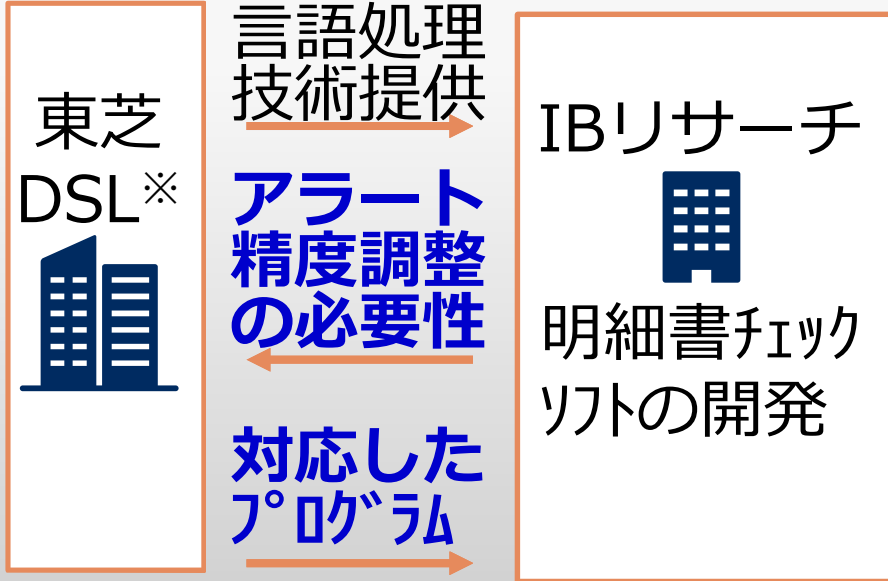 東芝
DSL※
言語処理
技術提供
アラート
精度調整
の必要性
対応した
ﾌﾟﾛｸﾞﾗﾑ
IBリサーチ
明細書ﾁｪｯｸ
ｿﾌﾄの開発